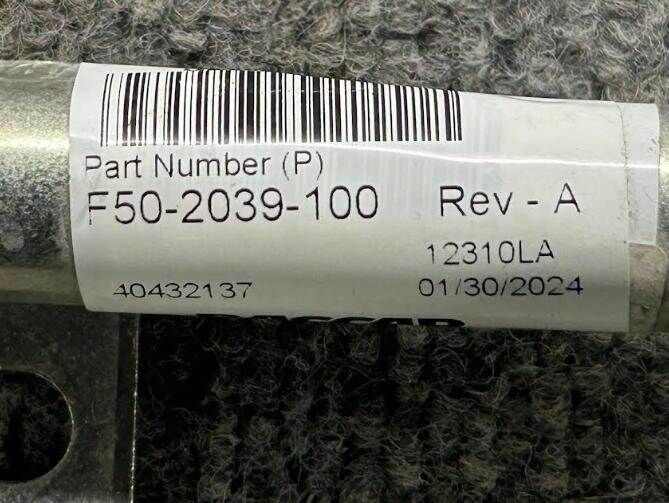 Part Number (P)
F50-2039-100 Rev - A
12310LA
40432137 01/30/2024